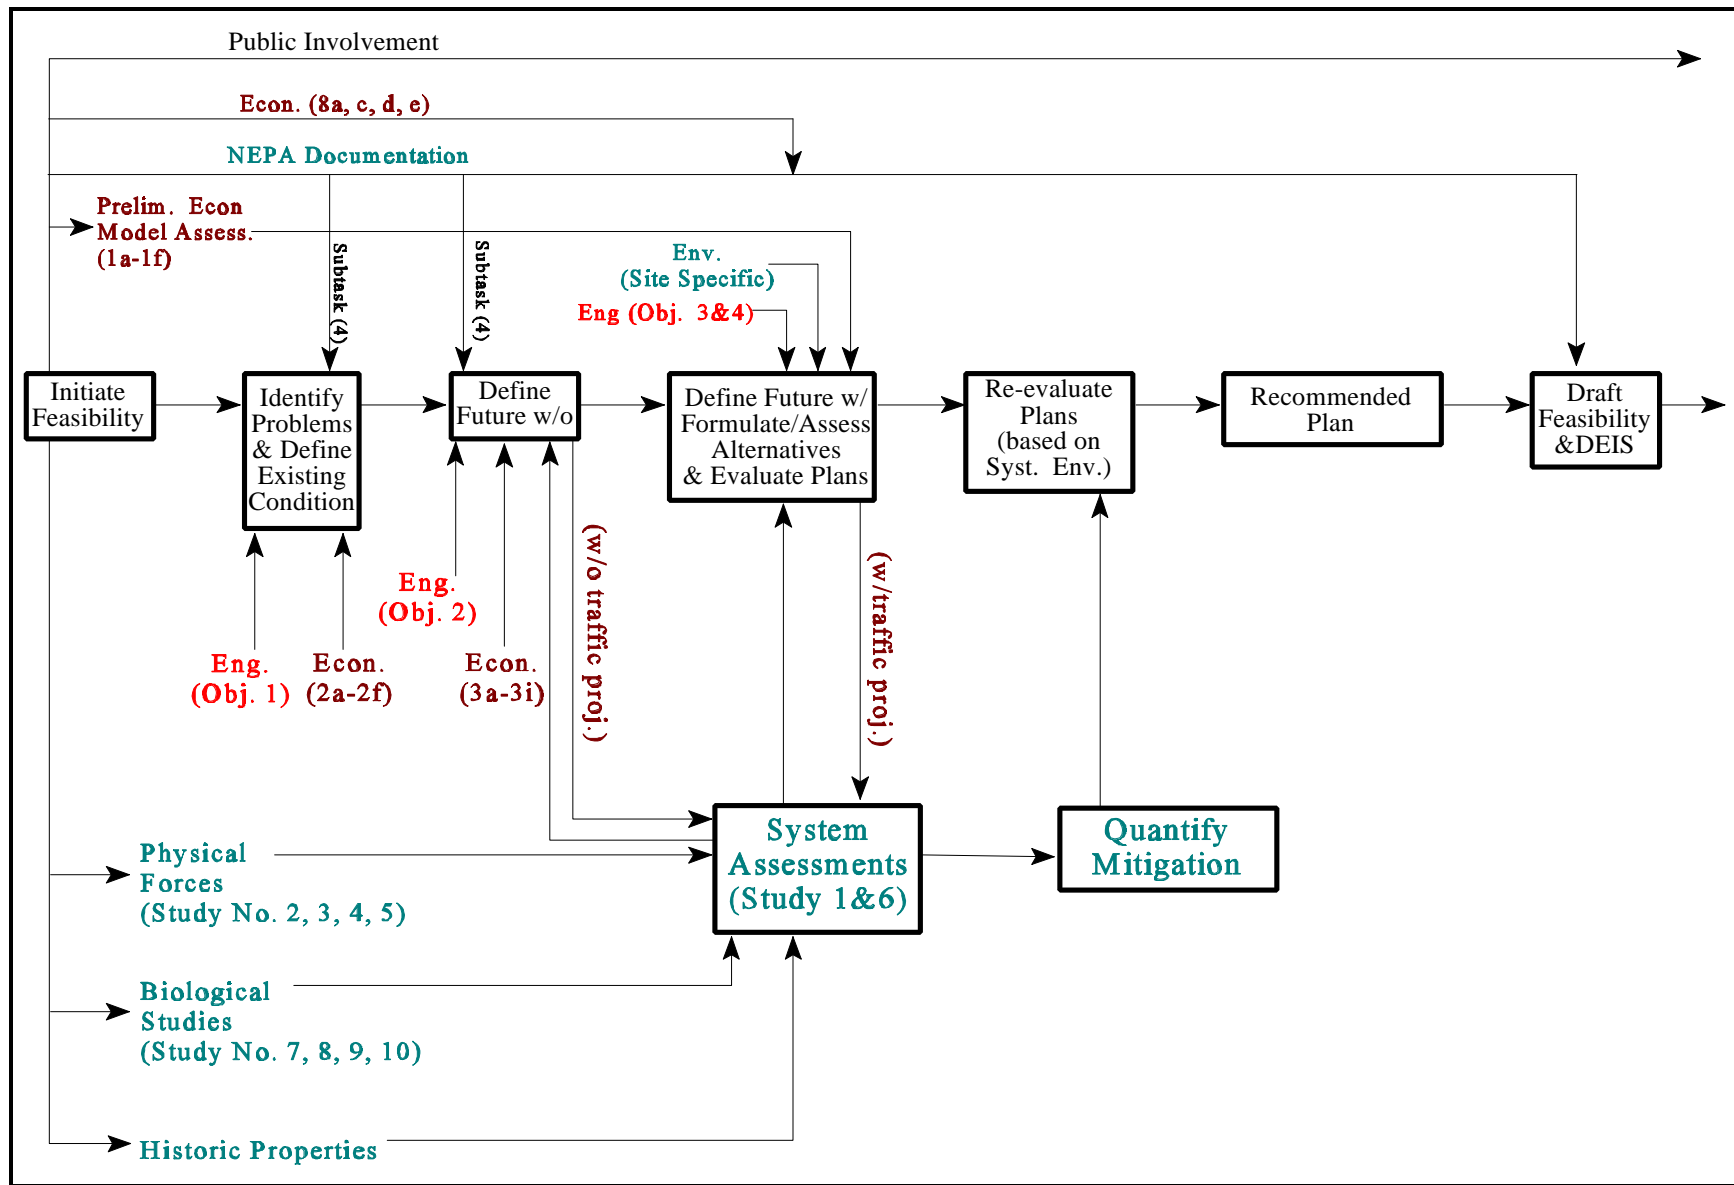 Public Involvement
Econ. (8a, c, d, e)
NEPA Documentation
Prelim. Econ
Model Assess.
(1a-1f)
Subtask (4)
Subtask (4)
Env.
(Site Specific)
Eng (Obj. 3&4)
Initiate
Feasibility
Identify
Problems
& Define
Existing
Condition
Define
Future w/o
Define Future w/
Formulate/Assess
Alternatives
& Evaluate Plans
Re-evaluate
Plans
(based on
Syst. Env.)
Recommended
Plan
Draft
Feasibility
&DEIS
Eng.
(Obj. 1)
Econ.
(2a-2f)
Eng.
(Obj. 2)
Econ.
(3a-3i)
(w/o traffic proj.)
(w/traffic proj.)
System
Assessments
(Study 1&6)
Quantify
Mitigation
Physical
Forces
(Study No. 2, 3, 4, 5)
Biological
Studies
(Study No. 7, 8, 9, 10)
Historic Properties